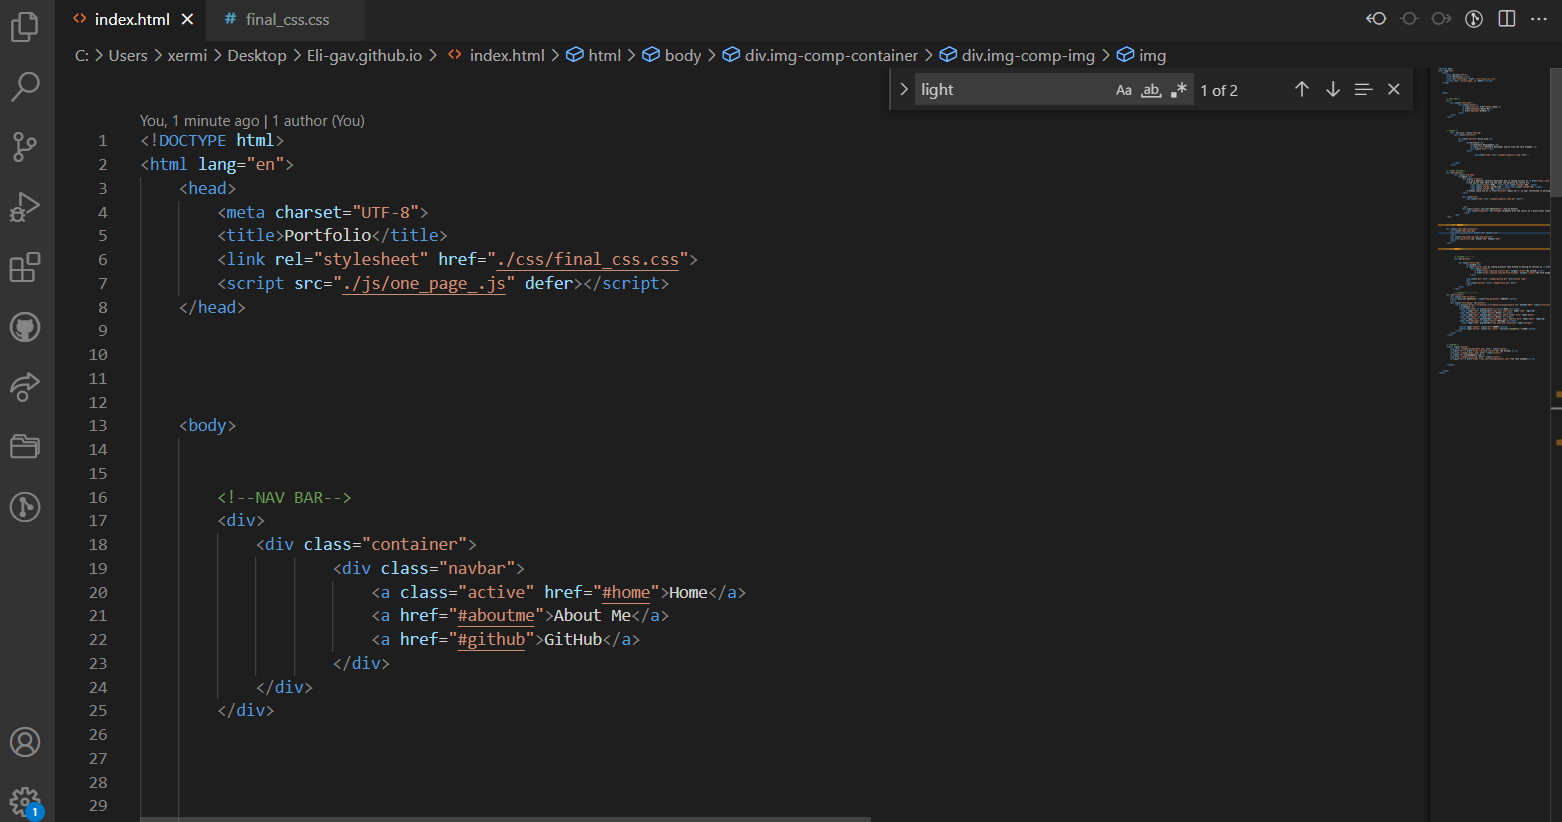 index.html
# final_css.css
C: > Users > xermi > Desktop > Eli-gav.github.io > index.html > html > body > div.img-comp-container > div.img-comp-img > img
light Aa ab 1 of 2
You, 1 minute ago | 1 author (You)
1 <!DOCTYPE html>
2 <html lang="en">
3 <head>
4 <meta charset="UTF-8">
5 <title>Portfolio</title>
6 <link rel="stylesheet" href="./css/final_css.css">
7 <script src="./js/one_page_.js" defer></script>
8 </head>
9
10
11
12
13 <body>
14
15
16 <!--NAV BAR-->
17 <div>
18 <div class="container">
19 <div class="navbar">
20 <a class="active" href="#home">Home</a>
21 <a href="#aboutme">About Me</a>
22 <a href="#github">GitHub</a>
23 </div>
24 </div>
25 </div>
26
27
28
29
1